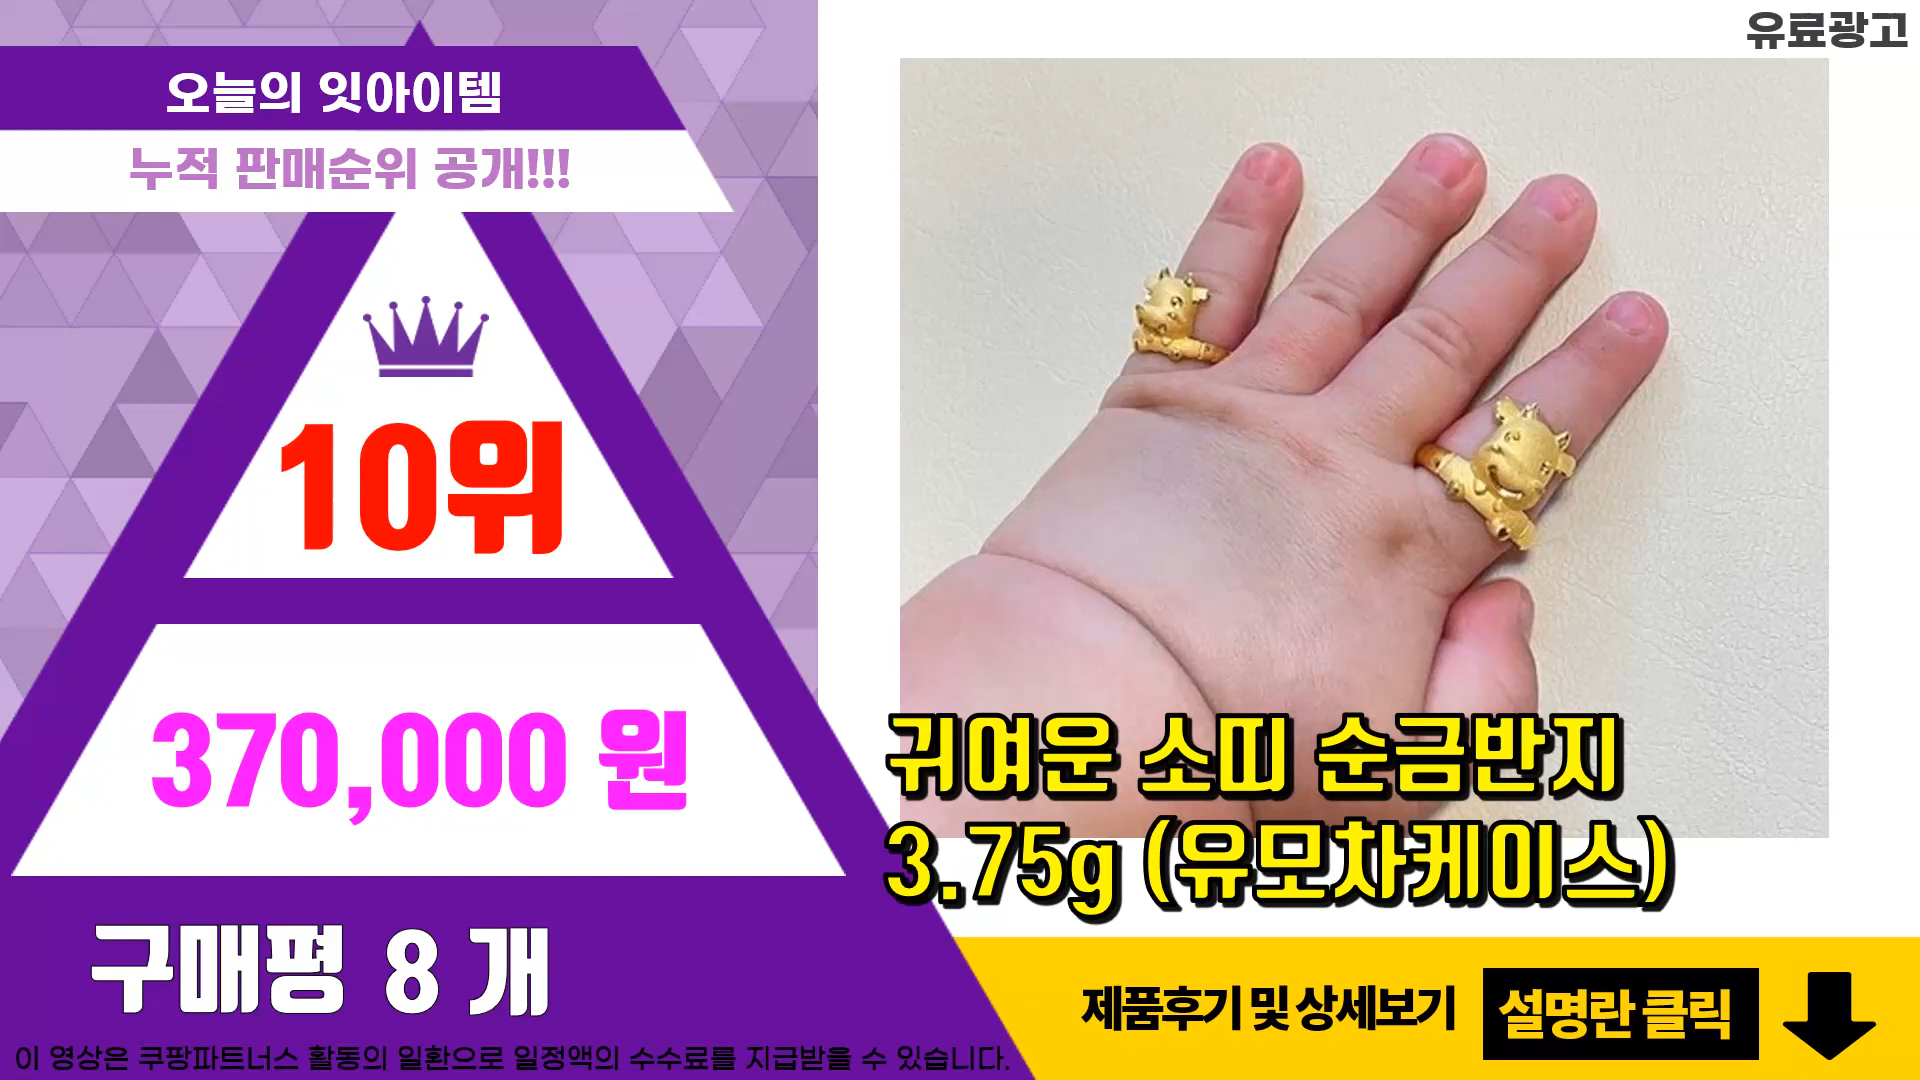 유료광고
오늘의 잇아이템
누적 판매순위 공개!!!
10위
370,000 원
귀여운 소띠 순금반지
3.75g (유모차케이스)
구매평 8 개
제품후기 및 상세보기
설명란 클릭
이 영상은 쿠팡파트너스 활동의 일환으로 일정액의 수수료를 지급받을 수 있습니다.